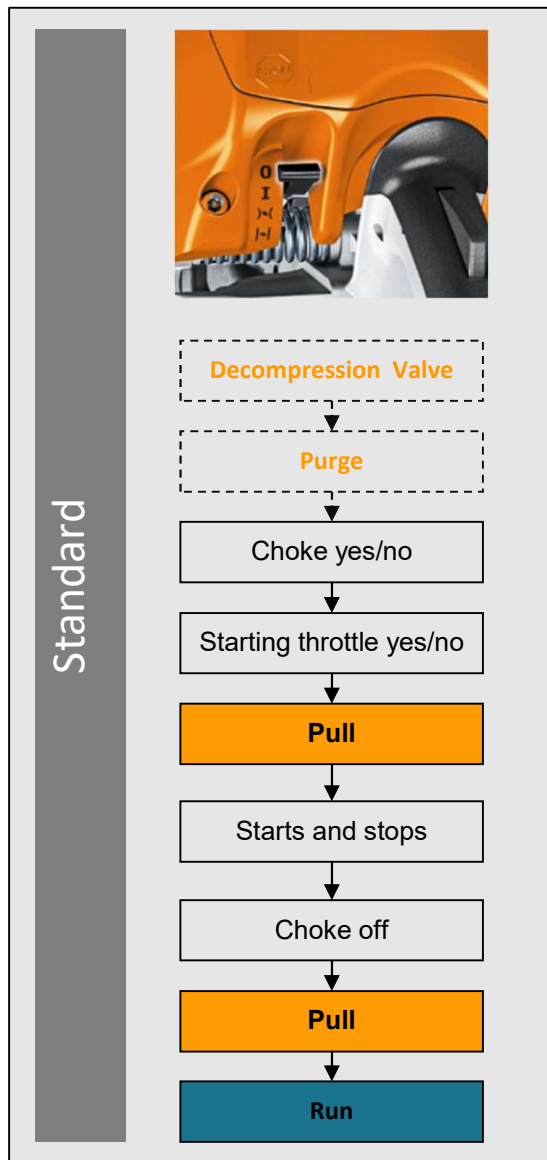 Standard
STOP
O
I
Decompression Valve
Purge
Choke yes/no
Starting throttle yes/no
Pull
Starts and stops
Choke off
Pull
Run